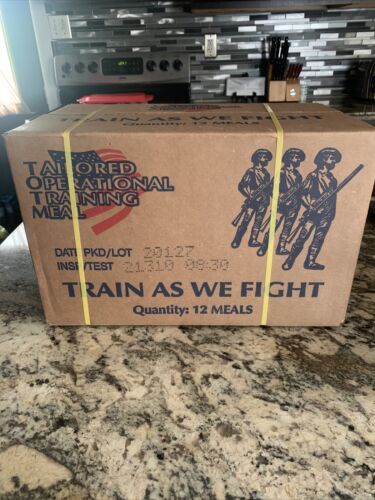 TRAIN AS WE FIGHT
Quantity: 12 MEALS
TAILORED
OPERATIONAL
TRAINING
MEAL
DATE PKD/LOT 20127
INSP/TEST 21310 08:30
TRAIN AS WE FIGHT
Quantity: 12 MEALS